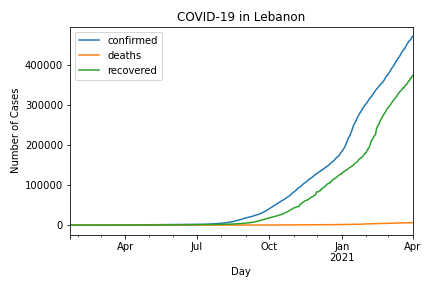 COVID-19 in Lebanon
confirmed
deaths
recovered
Number of Cases
400000
300000
200000
100000
0
Apr
Jul
Oct
Jan
2021
Apr
Day